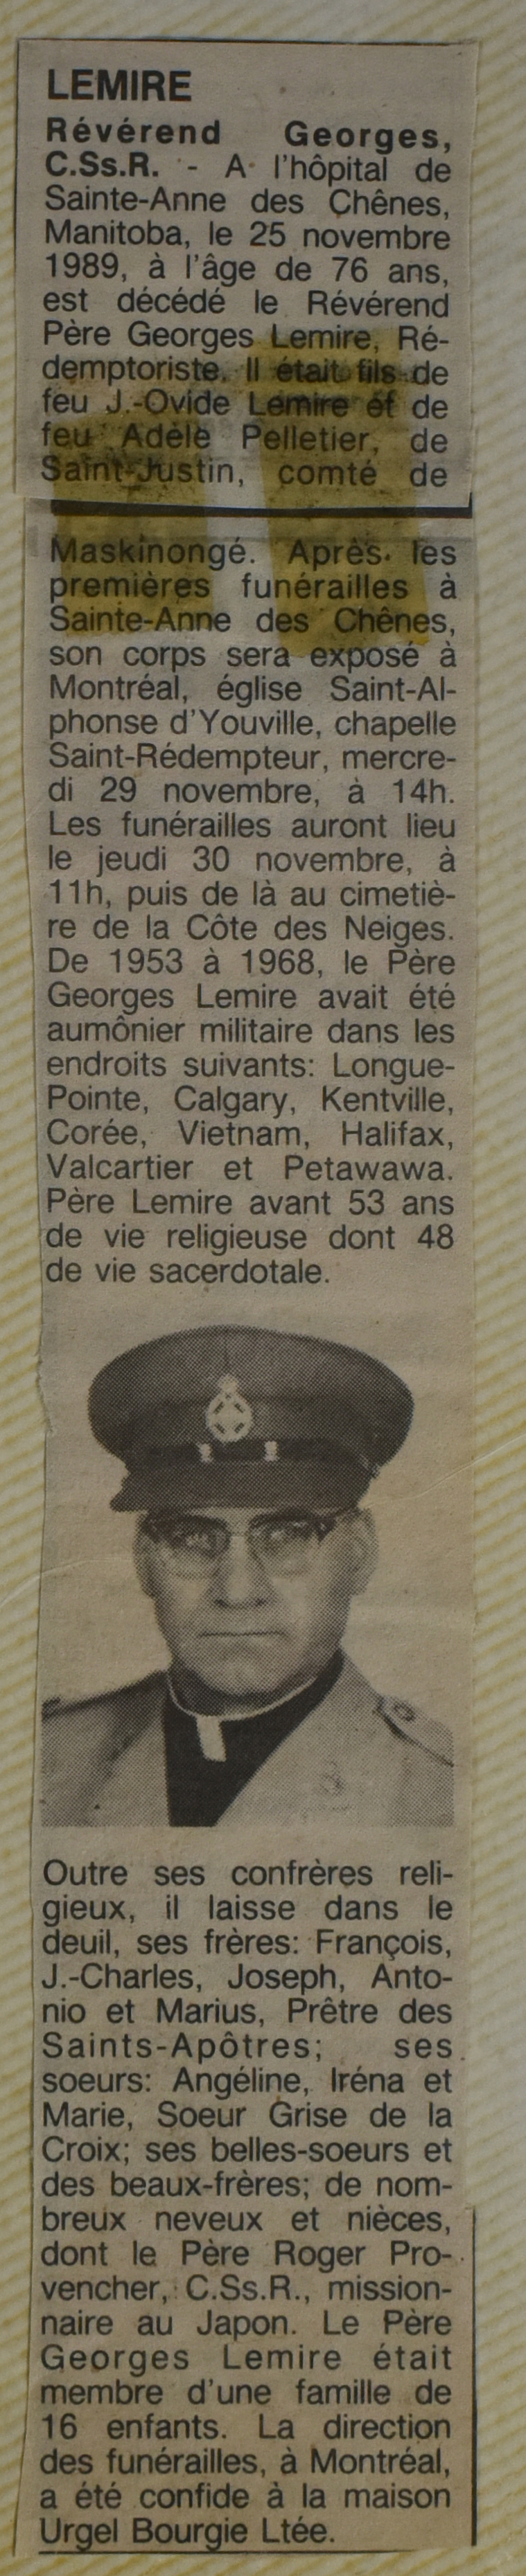 LEMIRE
Révérend Georges,
C.Ss.R. - A l'hôpital de
Sainte-Anne des Chênes,
Manitoba, le 25 novembre
1989, à l'âge de 76 ans,
est décédé le Révérend
Père Georges Lemire, Ré-
demptoriste. Il était fils de
feu J.-Ovide Lemire et de
feu Adèle Pelletier, de
Saint-Justin, comté de
Maskinongé. Après les
premières funérailles à
Sainte-Anne des Chênes,
son corps sera exposé à
Montréal, église Saint-Al-
phonse d'Youville, chapelle
Saint-Rédempteur, mercre-
di 29 novembre, à 14h.
Les funérailles auront lieu
le jeudi 30 novembre, à
11h, puis de là au cimetiè-
re de la Côte des Neiges.
De 1953 à 1968, le Père
Georges Lemire avait été
aumônier militaire dans les
endroits suivants: Longue-
Pointe, Calgary, Kentville,
Corée, Vietnam, Halifax,
Valcartier et Petawawa.
Père Lemire avant 53 ans
de vie religieuse dont 48
de vie sacerdotale.
Outre ses confrères reli-
gieux, il laisse dans le
deuil, ses frères: François,
J.-Charles, Joseph, Anto-
nio et Marius, Prêtre des
Saints-Apôtres; ses
soeurs: Angéline, Iréna et
Marie, Soeur Grise de la
Croix; ses belles-soeurs et
des beaux-frères; de nom-
breux neveux et nièces,
dont le Père Roger Pro-
vencher, C.Ss.R., mission-
naire au Japon. Le Père
Georges Lemire était
membre d'une famille de
16 enfants. La direction
des funérailles, à Montréal,
a été confide à la maison
Urgel Bourgie Ltée.